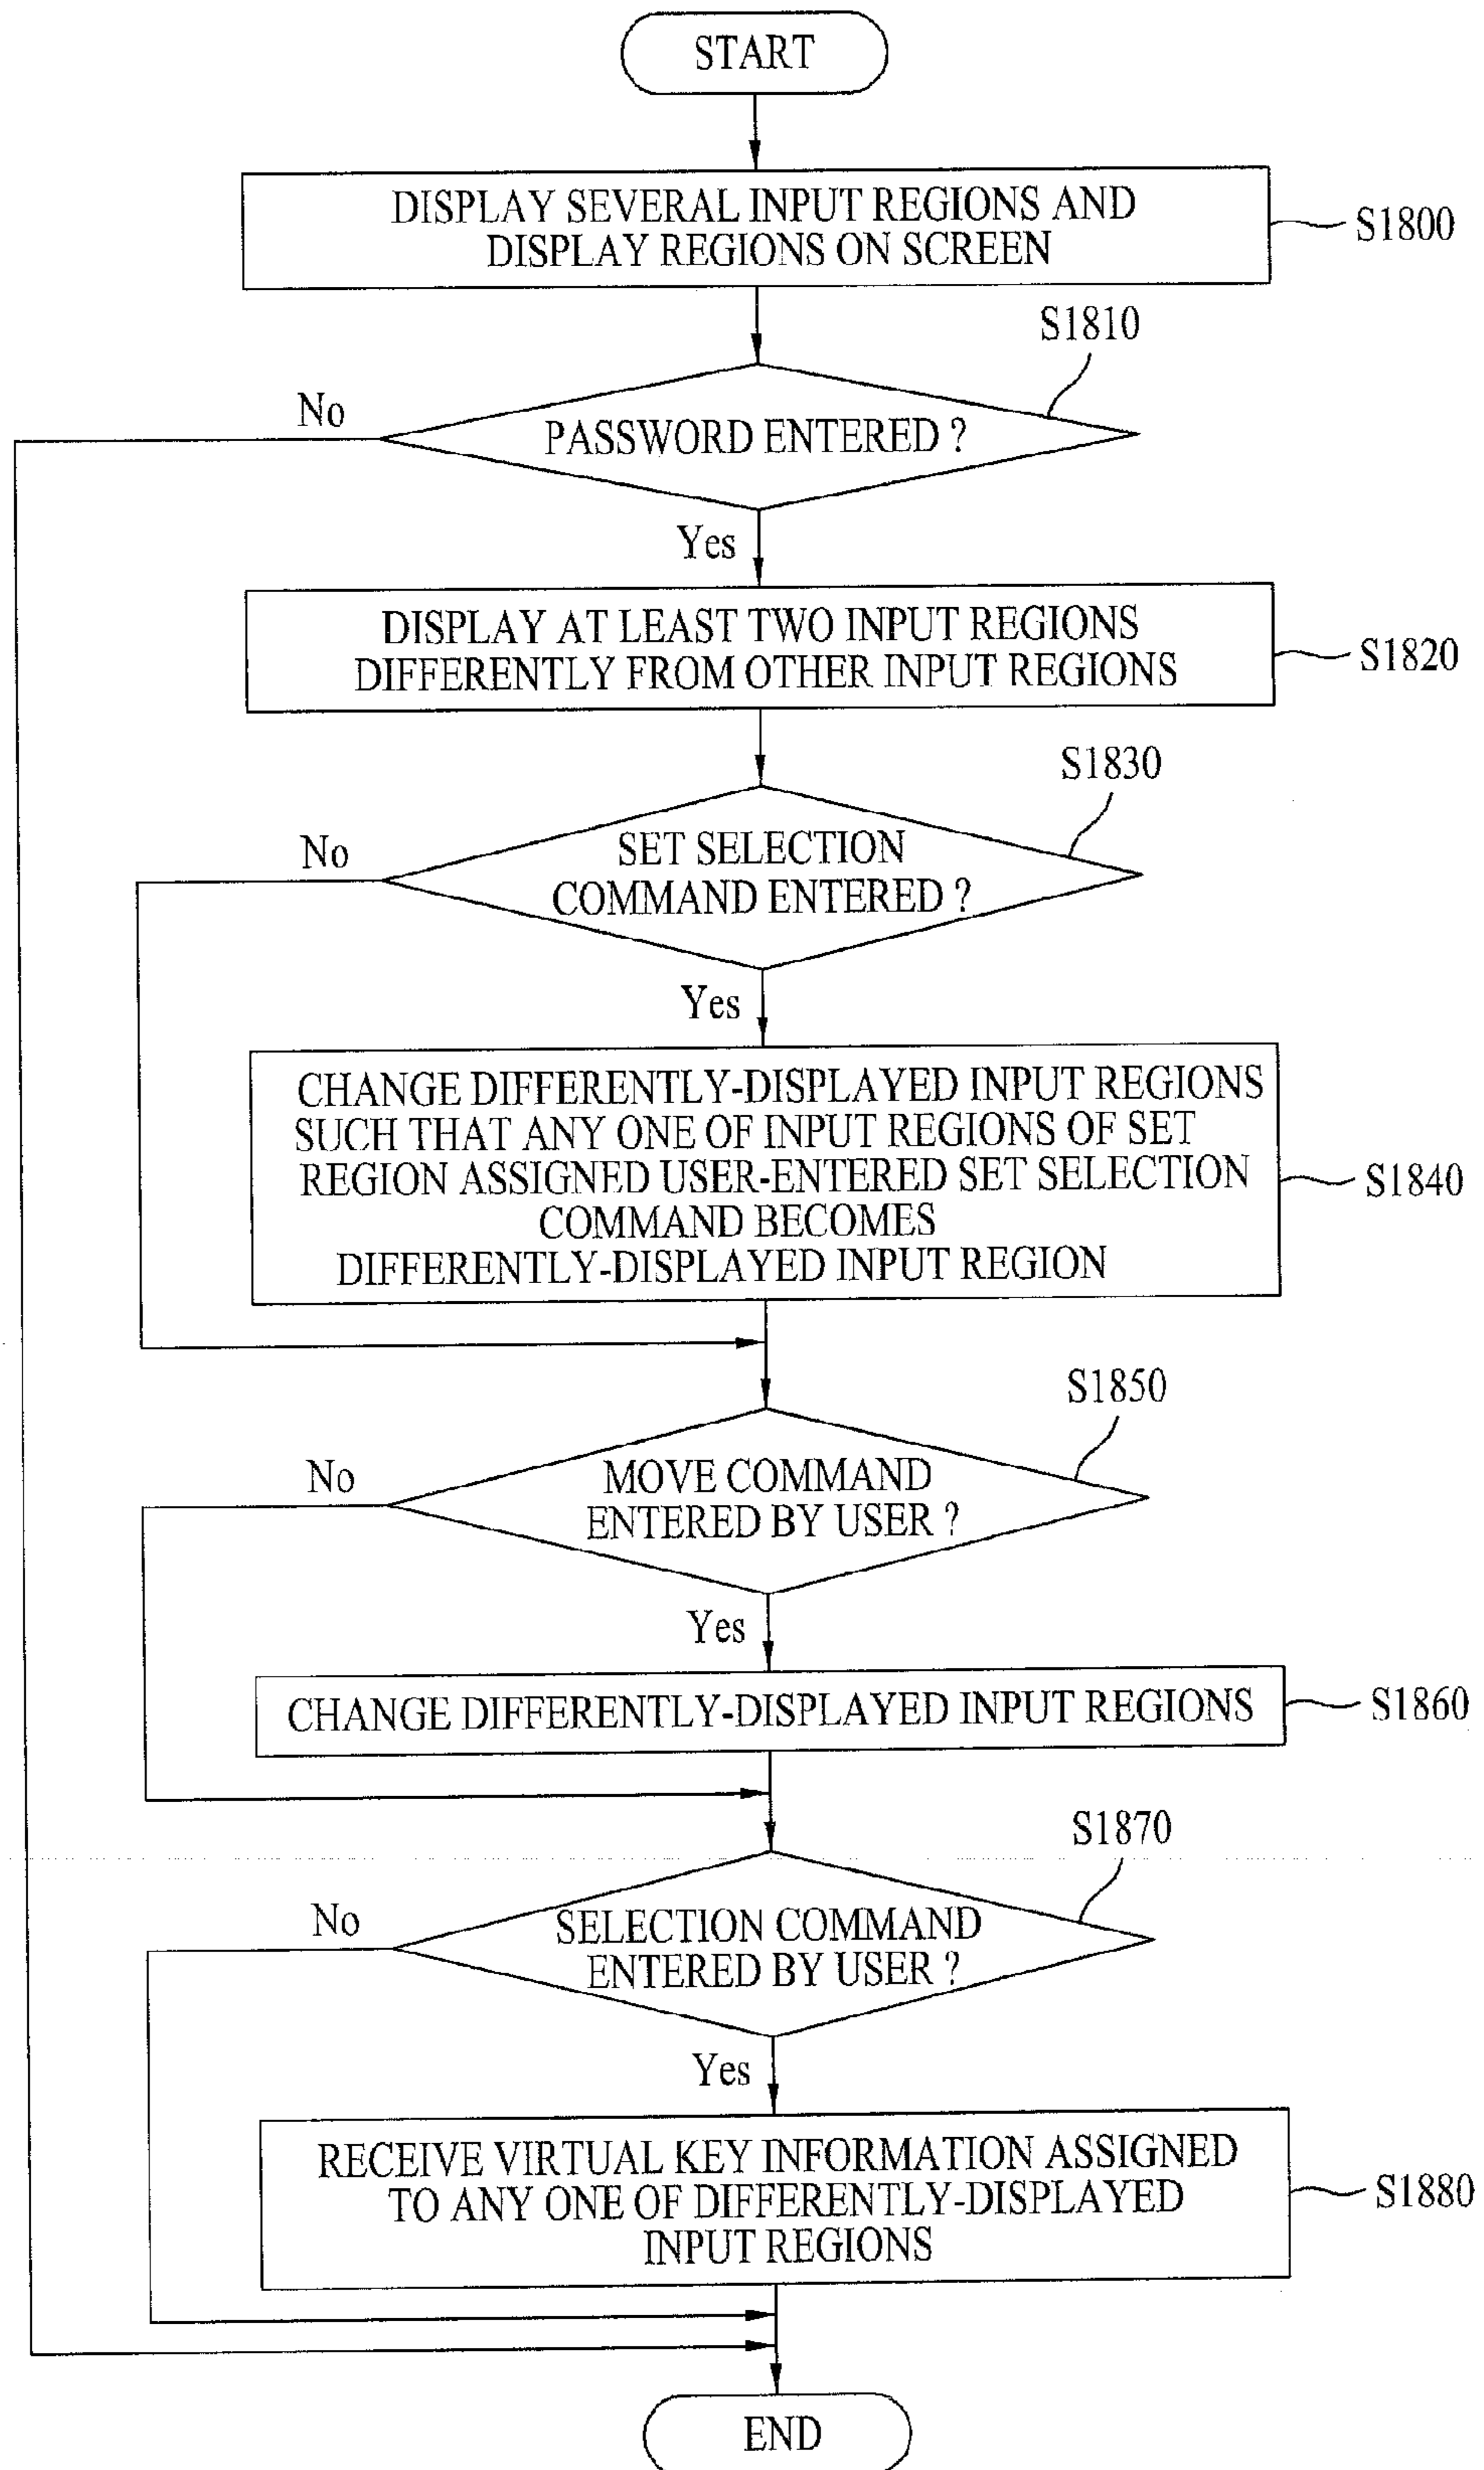 START
DISPLAY SEVERAL INPUT REGIONS AND
DISPLAY REGIONS ON SCREEN
S1800
S1810
No
PASSWORD ENTERED ?
Yes
DISPLAY AT LEAST TWO INPUT REGIONS
DIFFERENTLY FROM OTHER INPUT REGIONS
S1820
S1830
No
SET SELECTION
COMMAND ENTERED ?
Yes
CHANGE DIFFERENTLY-DISPLAYED INPUT REGIONS
SUCH THAT ANY ONE OF INPUT REGIONS OF SET
REGION ASSIGNED USER-ENTERED SET SELECTION
COMMAND BECOMES
DIFFERENTLY-DISPLAYED INPUT REGION
S1840
S1850
No
MOVE COMMAND
ENTERED BY USER ?
Yes
CHANGE DIFFERENTLY-DISPLAYED INPUT REGIONS
S1860
S1870
No
SELECTION COMMAND
ENTERED BY USER ?
Yes
RECEIVE VIRTUAL KEY INFORMATION ASSIGNED
TO ANY ONE OF DIFFERENTLY-DISPLAYED
INPUT REGIONS
S1880
END